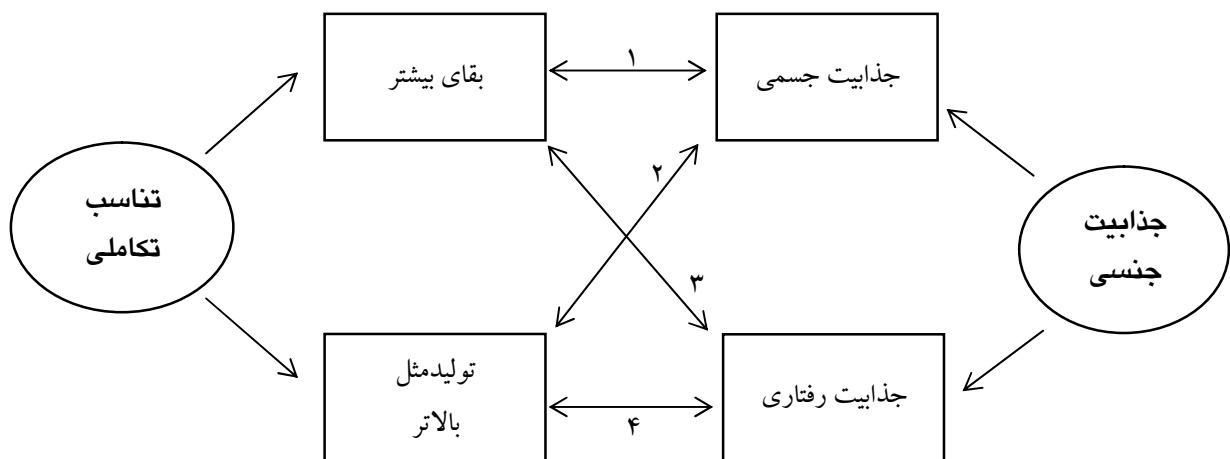 جذابیت جسمی
۱
بقای بیشتر
۲
جذابیت
جنسی
تناسب
تکاملی
۳
جذابیت رفتاری
۴
تولیدمثل
بالاتر